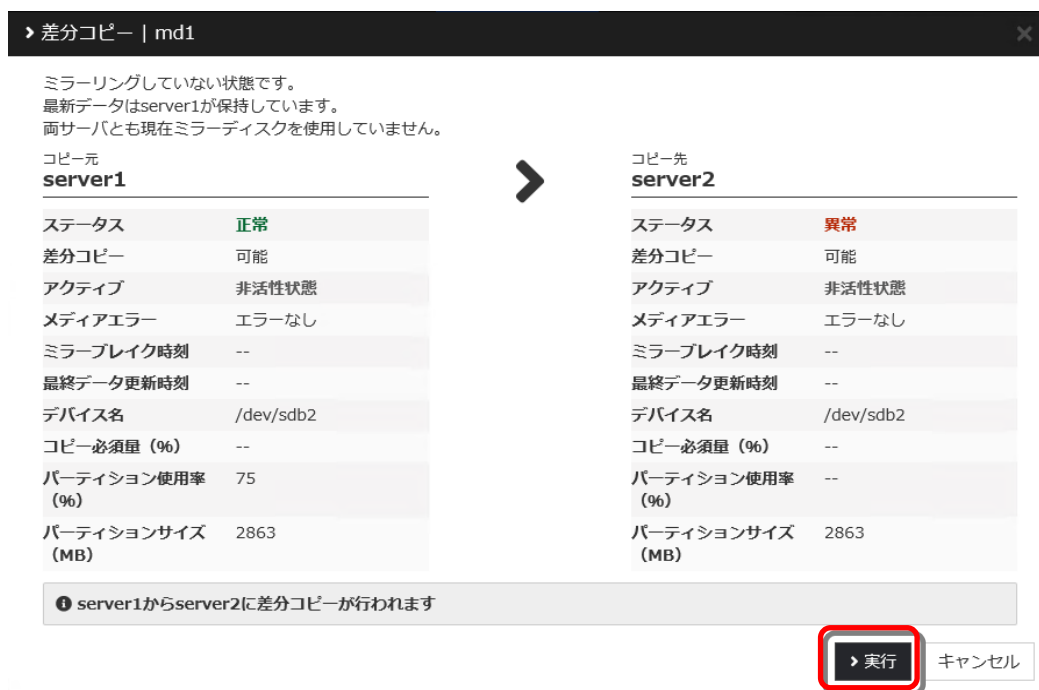 差分コピー | md1
ミラーリングしていない状態です。
最新データはserver1が保持しています。
両サーバとも現在ミラーディスクを使用していません。
コピー元
server1
ステータス 正常
差分コピー 可能
アクティブ 非活性状態
メディアエラー エラーなし
ミラーブレイク時刻 --
最終データ更新時刻 --
デバイス名 /dev/sdb2
コピー必須量（%） --
パーティション使用率 75
（%）
パーティションサイズ 2863
（MB）
コピー先
server2
ステータス 異常
差分コピー 可能
アクティブ 非活性状態
メディアエラー エラーなし
ミラーブレイク時刻 --
最終データ更新時刻 --
デバイス名 /dev/sdb2
コピー必須量（%） --
パーティション使用率 --
（%）
パーティションサイズ 2863
（MB）
server1からserver2に差分コピーが行われます
実行 キャンセル